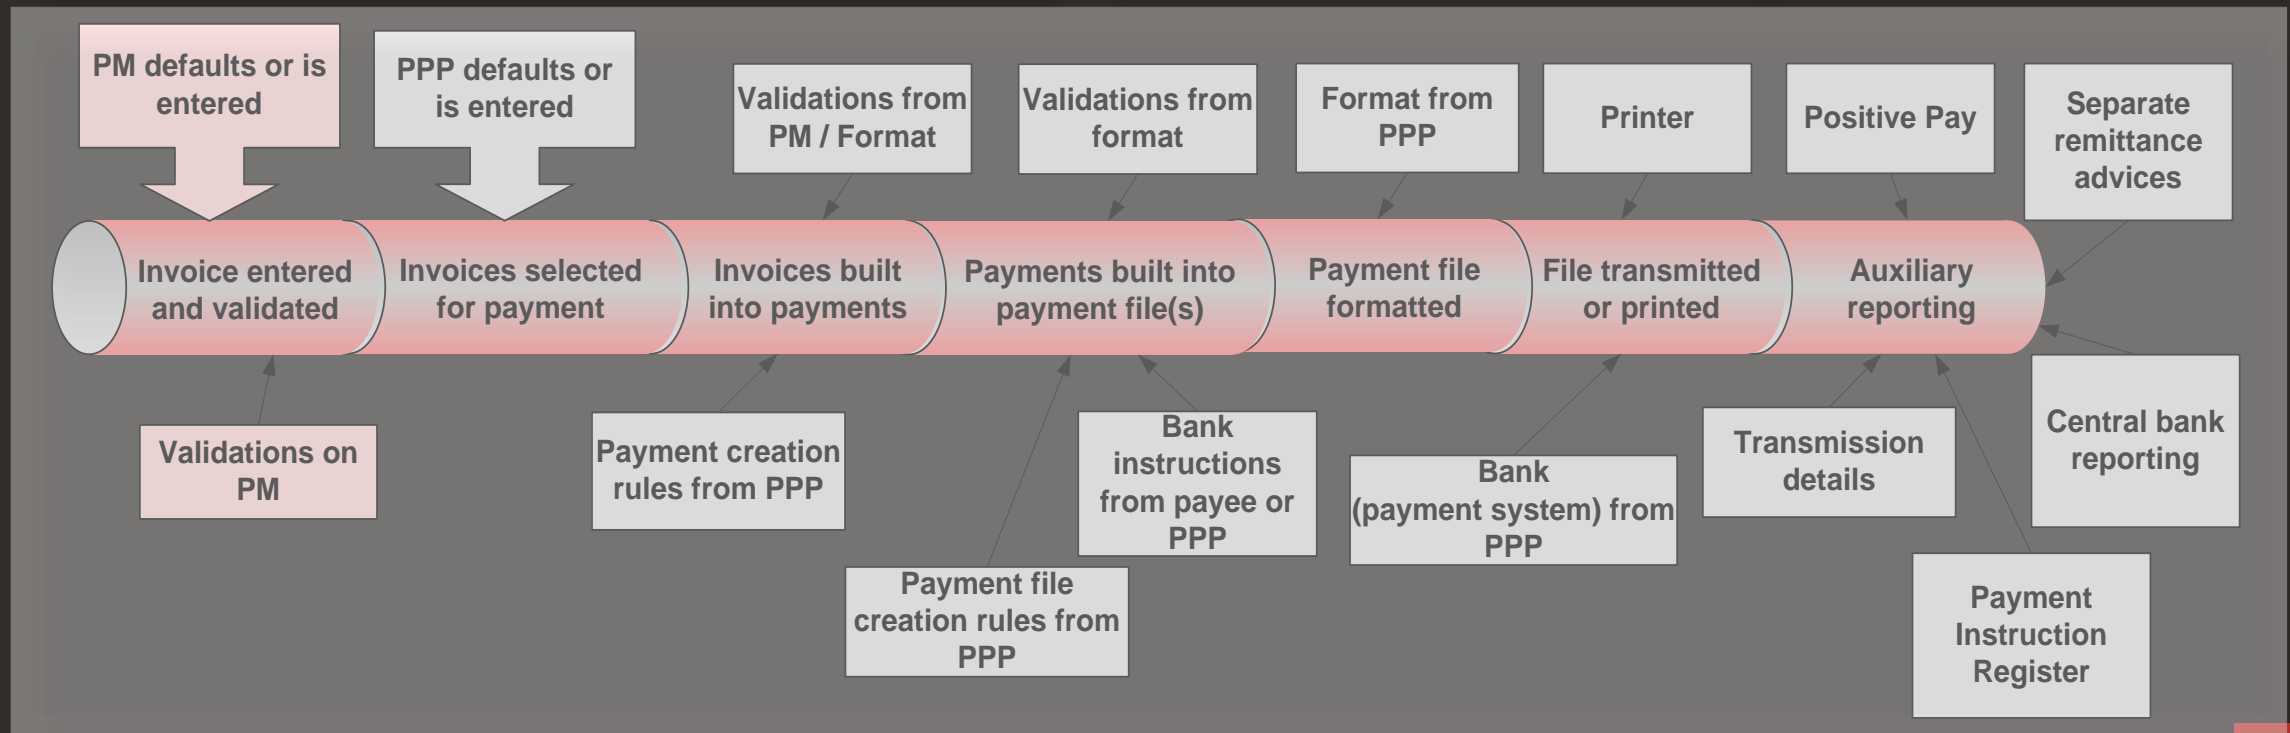 PM defaults or is
entered
PPP defaults or
is entered
Validations from
PM / Format
Validations from
format
Format from
PPP
Printer
Positive Pay
Separate
remittance
advices
Invoice entered
and validated
Invoices selected
for payment
Invoices built
into payments
Payments built into
payment file(s)
Payment file
formatted
File transmitted
or printed
Auxiliary
reporting
Validations on
PM
Payment creation
rules from PPP
Payment file
creation rules from
PPP
Bank
instructions
from payee or
PPP
Bank
(payment system) from
PPP
Transmission
details
Payment
Instruction
Register
Central bank
reporting